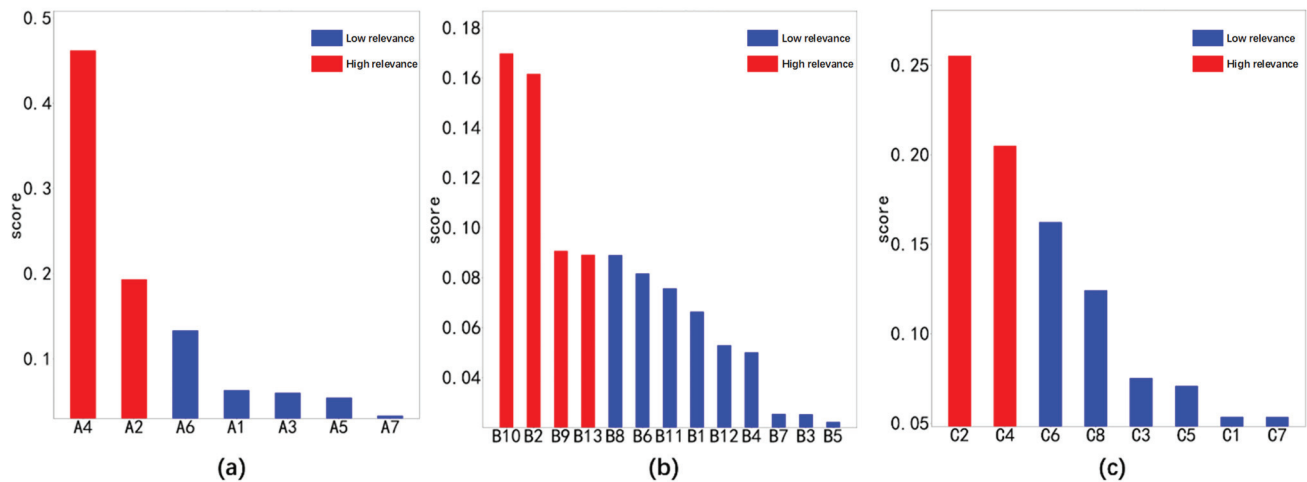 0.5
0.4
0.3
0.2
0.1
score
Low relevance
High relevance
A4 A2 A6 A1 A3 A5 A7
(a)
0.18
0.16
0.14
0.12
0.10
0.08
0.06
0.04
score
Low relevance
High relevance
B10 B2 B9 B13 B8 B6 B11 B1 B12 B4 B7 B3 B5
(b)
0.25
0.20
0.15
0.10
0.05
score
Low relevance
High relevance
C2 C4 C6 C8 C3 C5 C1 C7
(c)